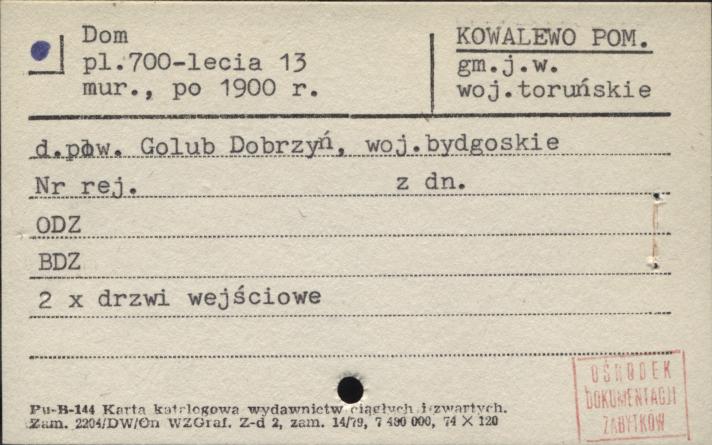 Dom
pl.700-lecia 13
mur., po 1900 r.
KOWALEWO POM.
gm.j.w.
woj.toruńskie
d.pow. Golub Dobrzyń, woj.bydgoskie
Nr rej. z dn.
ODZ
BDZ
2 x drzwi wejściowe
Pu-B-144 Karta katalogowa wydawnictw ciągłych i zwartych.
Zam. 2204/DW/On WZGraf. Z-d 2, zam. 14/79, 7 400 000, 74 X 120
OŚRODEK
DOKUMENTACJI
ZABYTKÓW